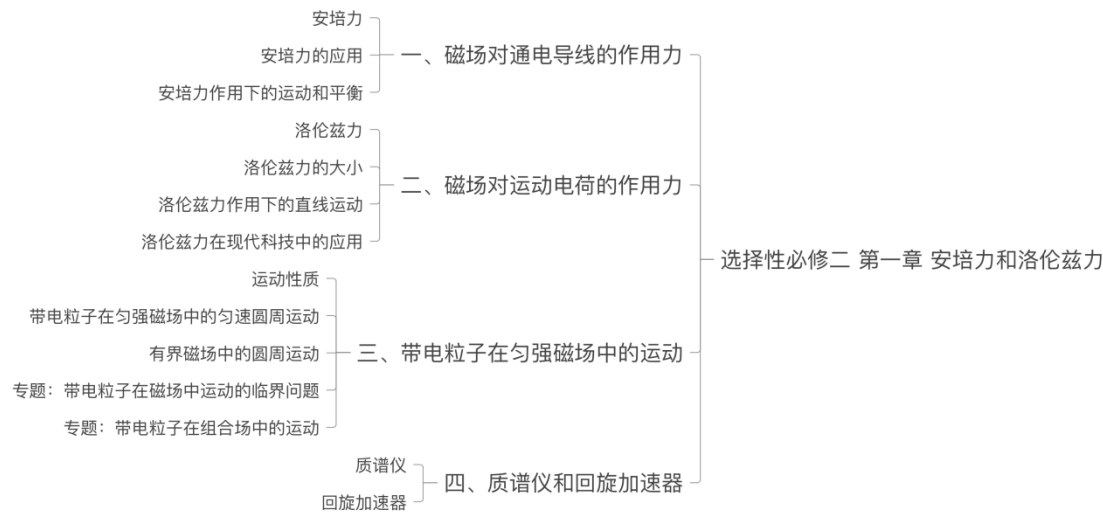 选择性必修二 第一章 安培力和洛伦兹力
一、磁场对通电导线的作用力
安培力
安培力的应用
安培力作用下的运动和平衡
二、磁场对运动电荷的作用力
洛伦兹力
洛伦兹力的大小
洛伦兹力作用下的直线运动
洛伦兹力在现代科技中的应用
三、带电粒子在匀强磁场中的运动
运动性质
带电粒子在匀强磁场中的匀速圆周运动
有界磁场中的圆周运动
专题：带电粒子在磁场中运动的临界问题
专题：带电粒子在组合场中的运动
四、质谱仪和回旋加速器
质谱仪
回旋加速器